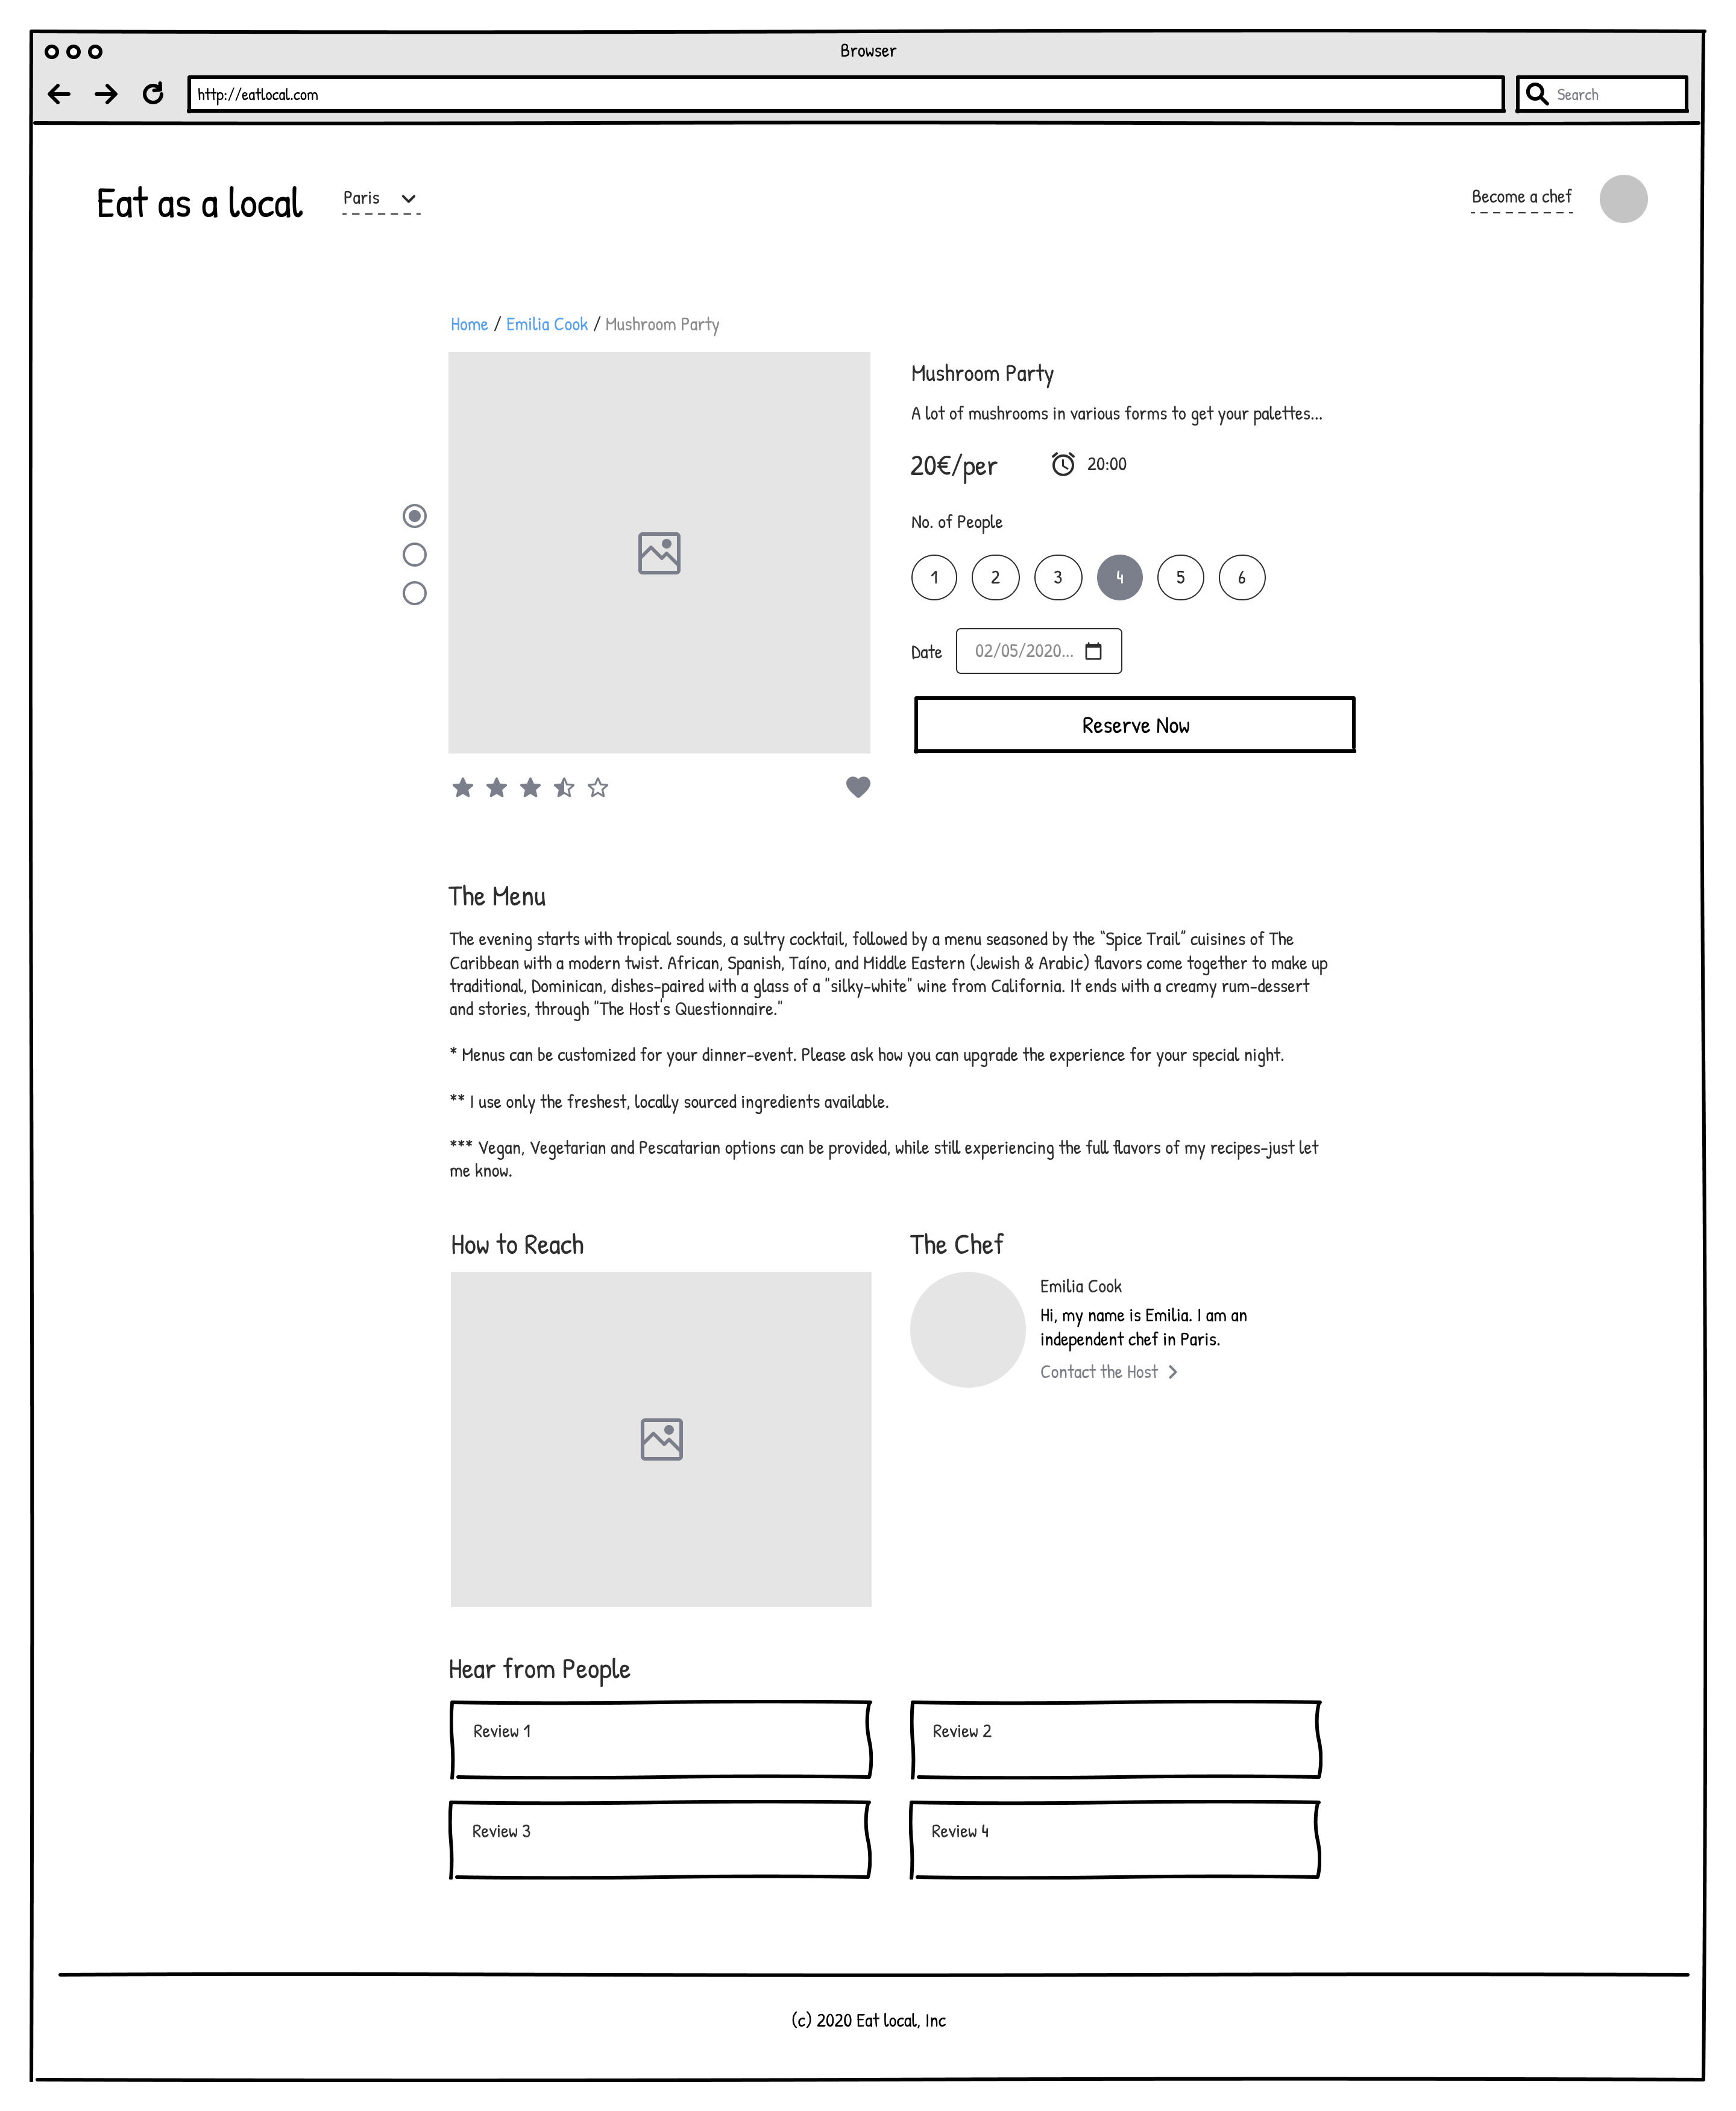 Browser
http://eatlocal.com
Search
Eat as a local
Paris
Become a chef
Home / Emilia Cook / Mushroom Party
Mushroom Party
A lot of mushrooms in various forms to get your palettes...
20€/per
20:00
No. of People
1 2 3 4 5 6
Date
02/05/2020...
Reserve Now
The Menu
The evening starts with tropical sounds, a sultry cocktail, followed by a menu seasoned by the “Spice Trail” cuisines of The
Caribbean with a modern twist. African, Spanish, Taíno, and Middle Eastern (Jewish & Arabic) flavors come together to make up
traditional, Dominican, dishes-paired with a glass of a "silky-white" wine from California. It ends with a creamy rum-dessert
and stories, through "The Host's Questionnaire."
* Menus can be customized for your dinner-event. Please ask how you can upgrade the experience for your special night.
** I use only the freshest, locally sourced ingredients available.
*** Vegan, Vegetarian and Pescatarian options can be provided, while still experiencing the full flavors of my recipes-just let
me know.
How to Reach
The Chef
Emilia Cook
Hi, my name is Emilia. I am an
independent chef in Paris.
Contact the Host
Hear from People
Review 1
Review 2
Review 3
Review 4
(c) 2020 Eat local, Inc